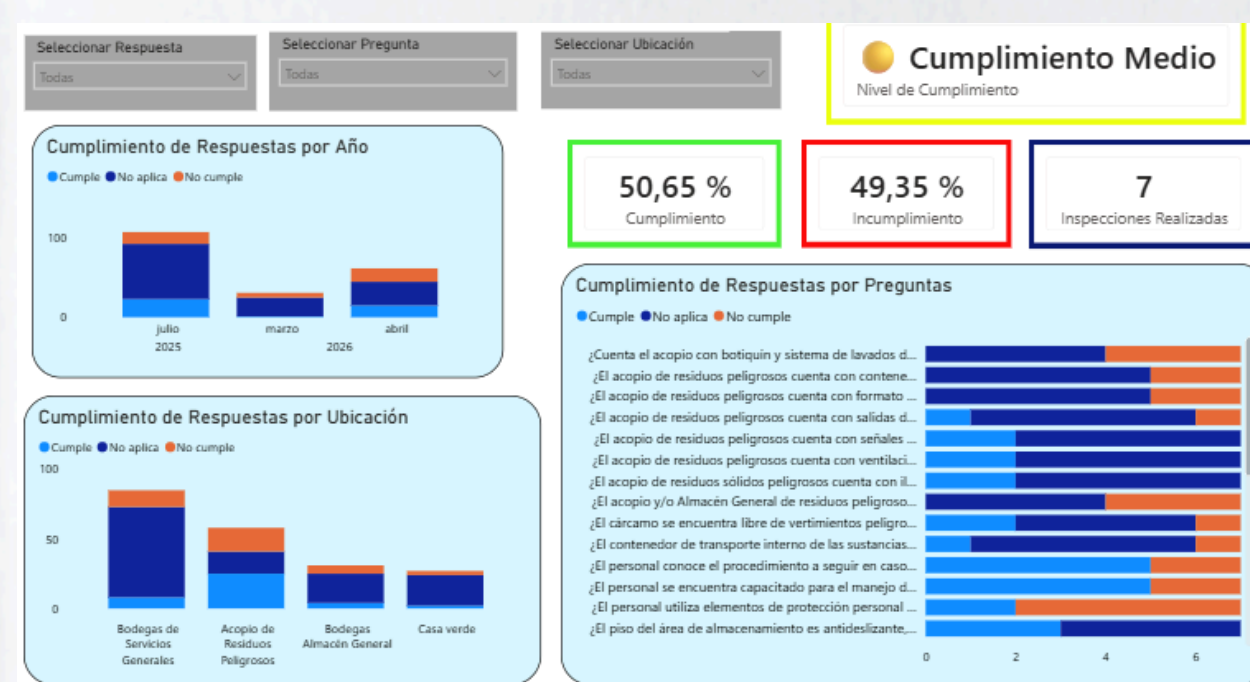 Seleccionar Respuesta
Todas
Seleccionar Pregunta
Todas
Seleccionar Ubicación
Todas
Cumplimiento Medio
Nivel de Cumplimiento
Cumplimiento de Respuestas por Año
Cumple No aplica No cumple
100
0
julio
marzo
abril
2025
2026
50,65 %
Cumplimiento
49,35 %
Incumplimiento
7
Inspecciones Realizadas
Cumplimiento de Respuestas por Ubicación
Cumple No aplica No cumple
100
50
0
Bodegas de
Servicios
Generales
Acopio de
Residuos
Peligrosos
Bodegas
Almacén General
Casa verde
Cumplimiento de Respuestas por Preguntas
Cumple No aplica No cumple
¿Cuenta el acopio con botiquin y sistema de lavados d...
¿El acopio de residuos peligrosos cuenta con contene...
¿El acopio de residuos peligrosos cuenta con formato ...
¿El acopio de residuos peligrosos cuenta con salidas d...
¿El acopio de residuos peligrosos cuenta con señales ...
¿El acopio de residuos peligrosos cuenta con ventilaci...
¿El acopio de residuos sólidos peligrosos cuenta con il...
¿El acopio y/o Almacén General de residuos peligroso...
¿El cárcamo se encuentra libre de vertimientos peligro...
¿El contenedor de transporte interno de las sustancias...
¿El personal conoce el procedimiento a seguir en caso...
¿El personal se encuentra capacitado para el manejo d...
¿El personal utiliza elementos de protección personal ...
¿El piso del área de almacenamiento es antideslizante,...
0
2
4
6